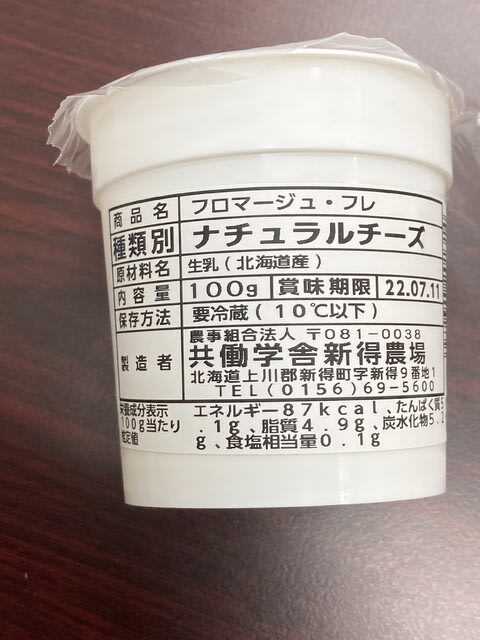 商品名 フロマージュ・フレ
種類別 ナチュラルチーズ
原材料名 生乳(北海道産)
内容量 100g 賞味期限 22.07.11
保存方法 要冷蔵(10℃以下)
製造者 農事組合法人 〒081-0038
共働学舎新得農場
北海道上川郡新得町字新得9番地1
TEL(0156)69-5600
栄養成分表示 エネルギー87kcal、たんぱく質5
100g当たり .1g、脂質4.9g、炭水化物5.2
推定値 g、食塩相当量0.1g